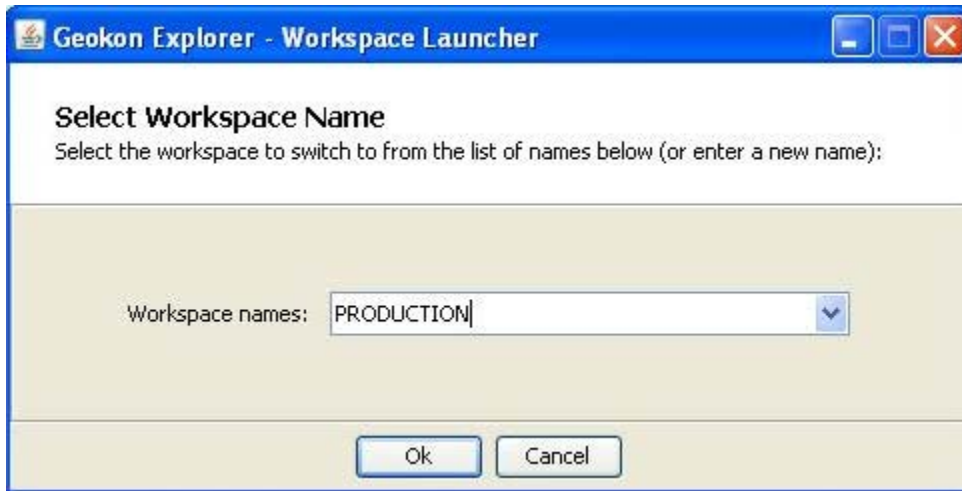 Geokon Explorer - Workspace Launcher
Select Workspace Name
Select the workspace to switch to from the list of names below (or enter a new name):
Workspace names: PRODUCTION
Ok Cancel